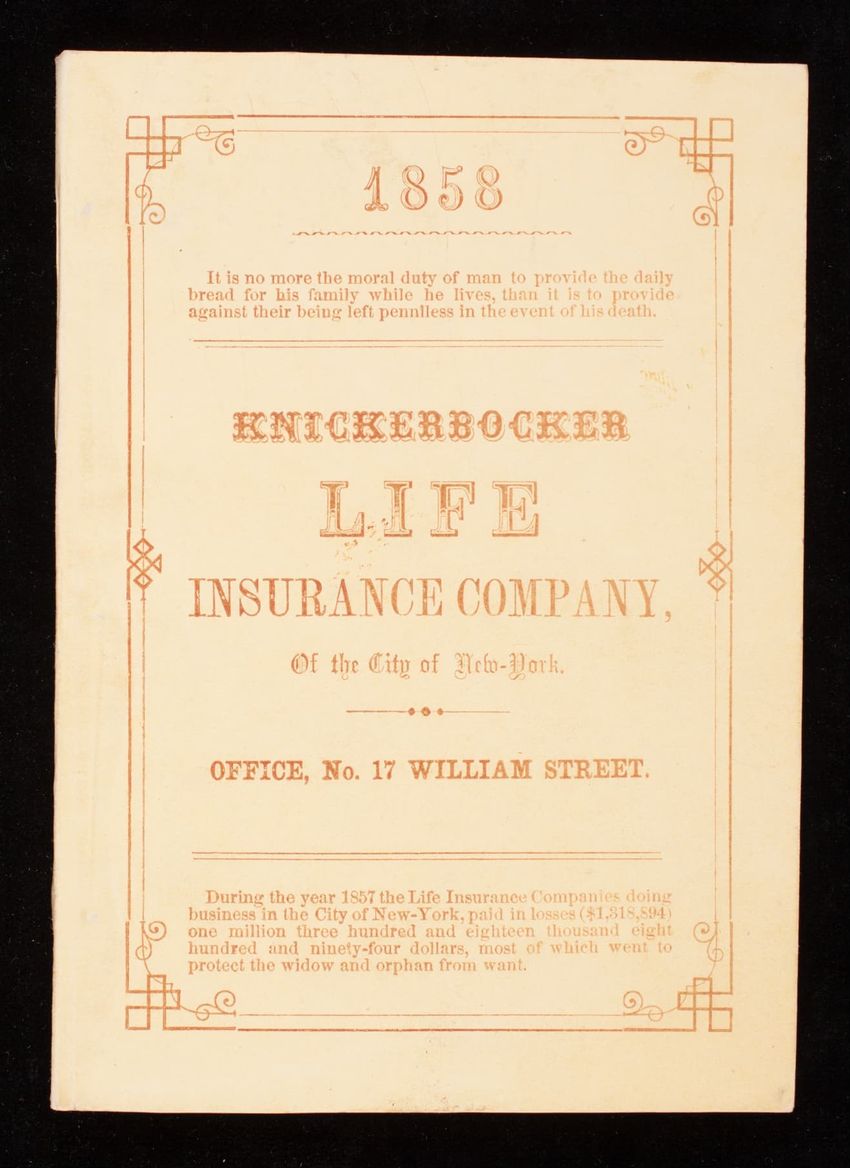 1858
It is no more the moral duty of man to provide the daily
bread for his family while he lives, than it is to provide
against their being left pennlless in the event of his death.
KNICKERBOCKER
LIFE
INSURANCE COMPANY,
Of the City of New-York.
OFFICE, No. 17 WILLIAM STREET.
During the year 1857 the Life Insurance Companies doing
business in the City of New-York, paid in losses ($1,318,894)
one million three hundred and eighteen thousand eight
hundred and ninety-four dollars, most of which went to
protect the widow and orphan from want.